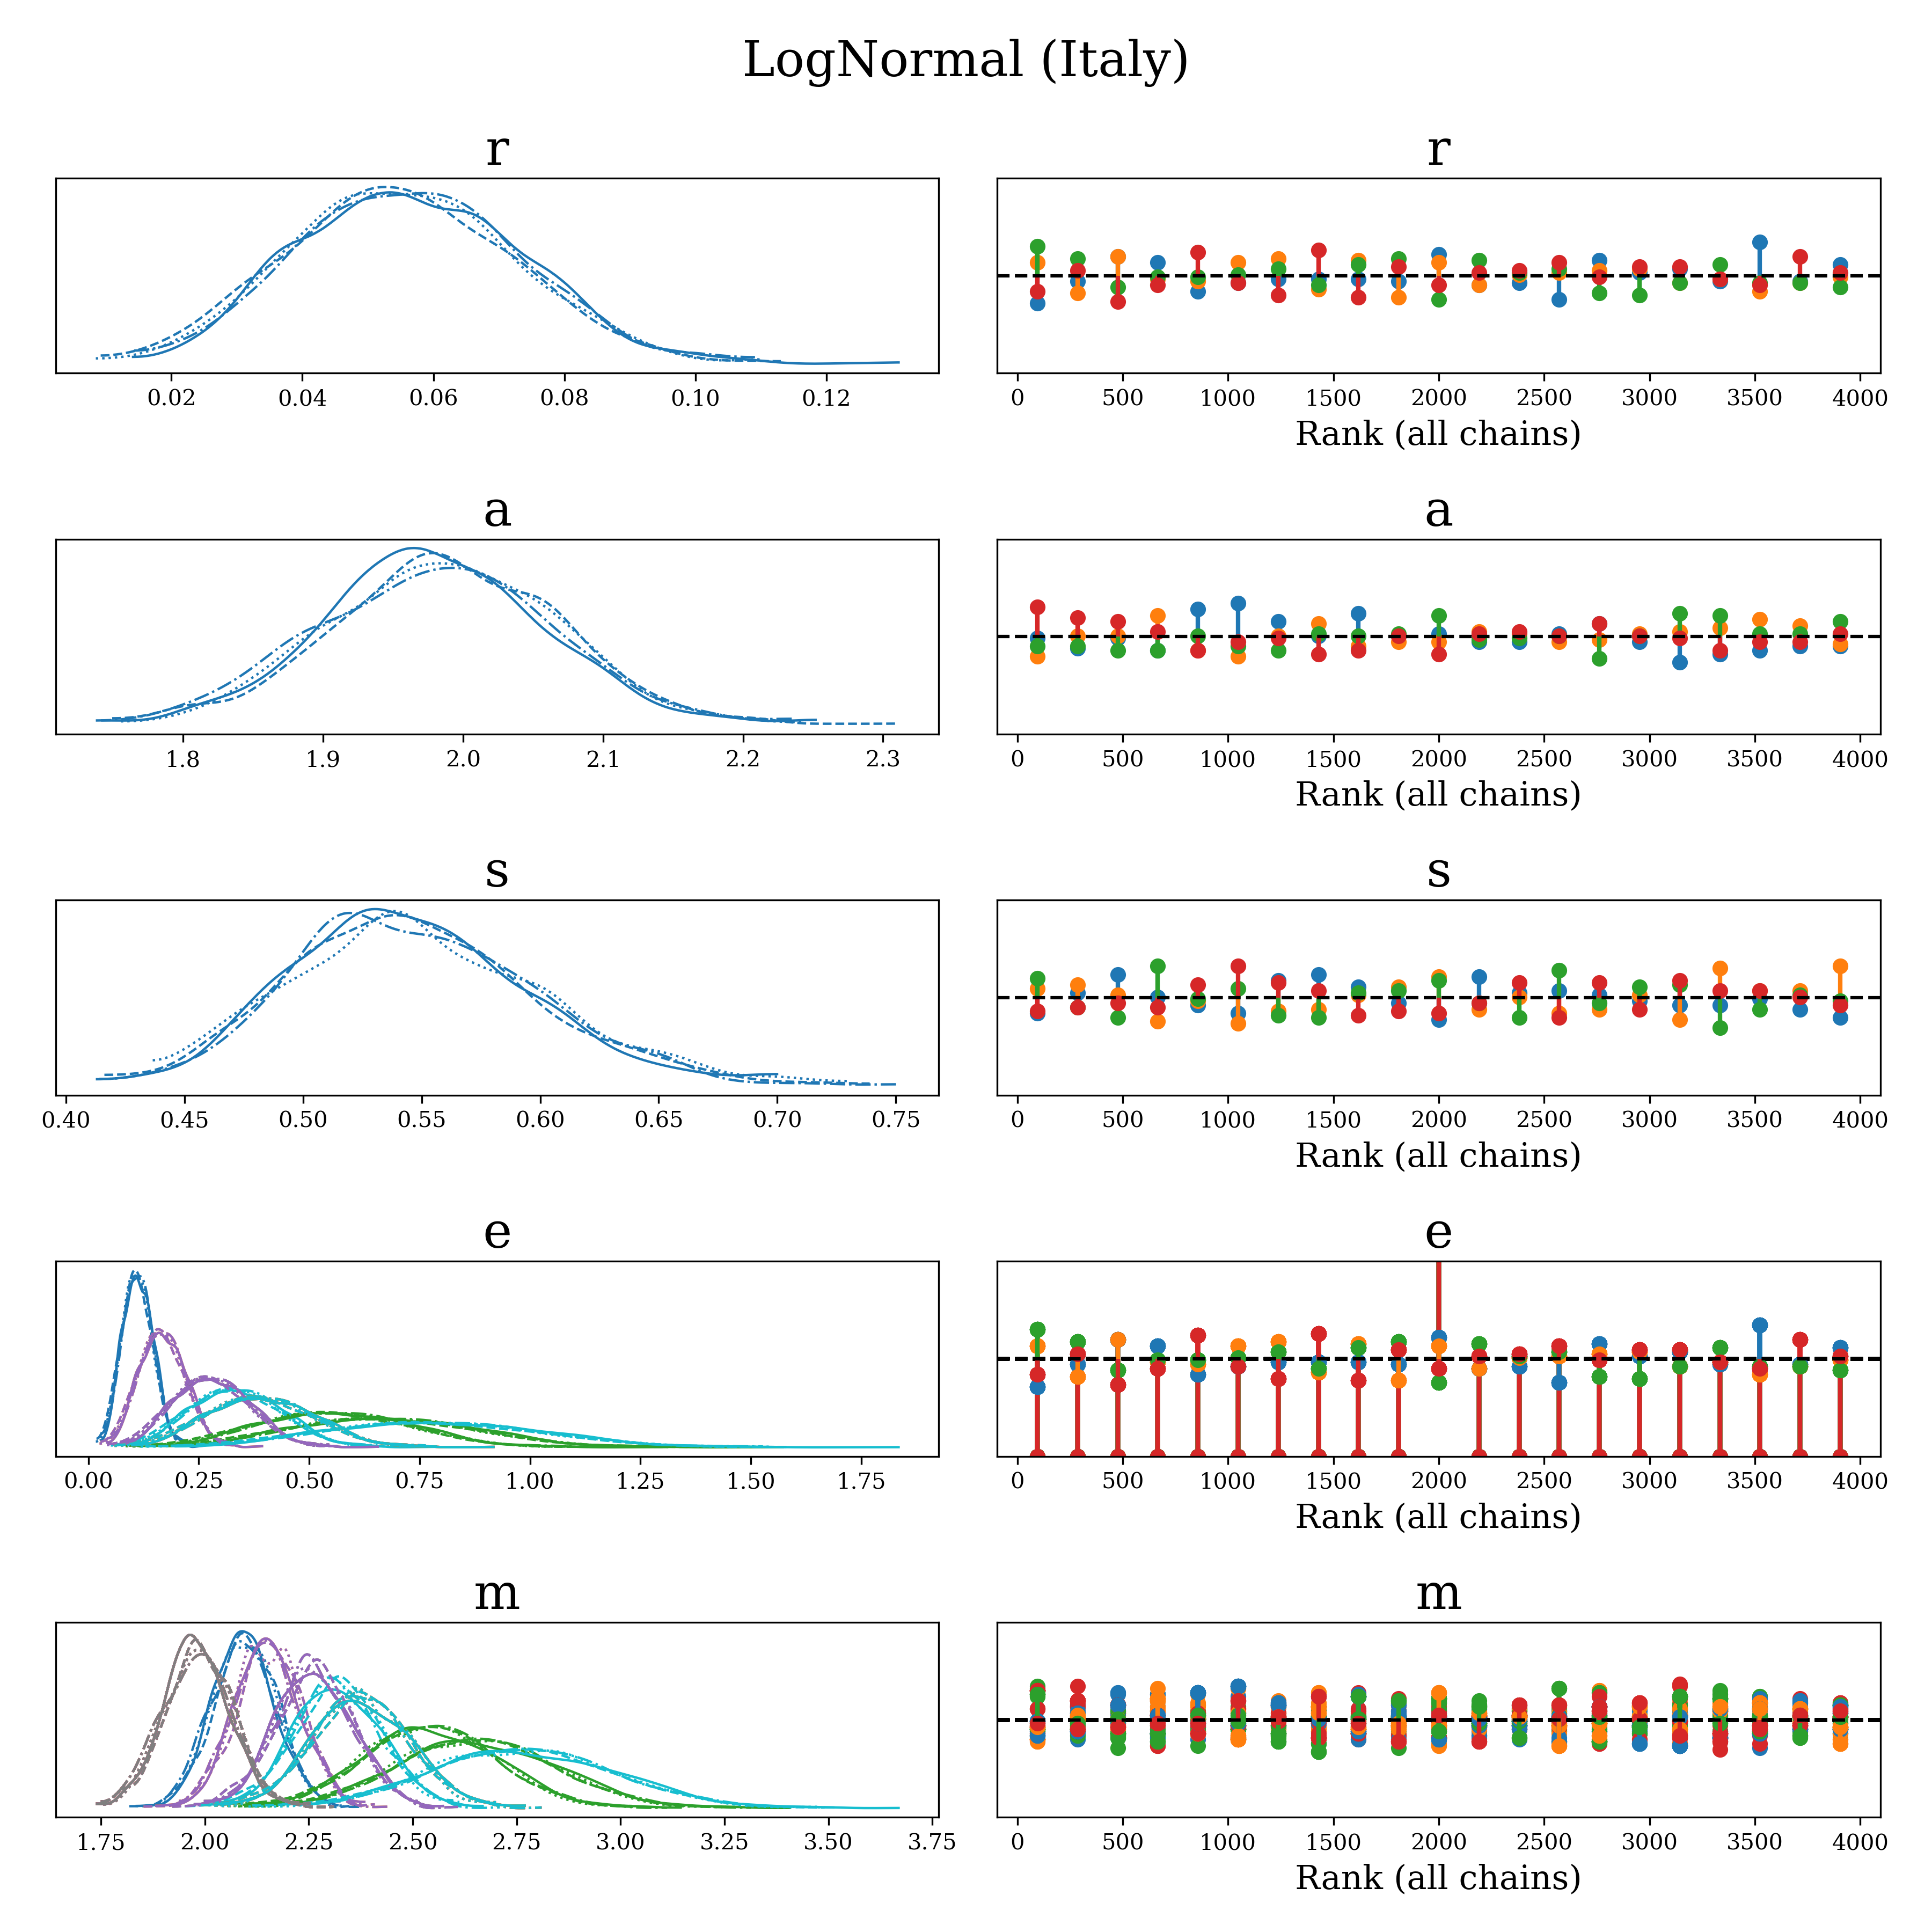 LogNormal (Italy)
r
r
0.02 0.04 0.06 0.08 0.10 0.12
0 500 1000 1500 2000 2500 3000 3500 4000
Rank (all chains)
a
a
1.8 1.9 2.0 2.1 2.2 2.3
0 500 1000 1500 2000 2500 3000 3500 4000
Rank (all chains)
s
s
0.40 0.45 0.50 0.55 0.60 0.65 0.70 0.75
0 500 1000 1500 2000 2500 3000 3500 4000
Rank (all chains)
e
e
0.00 0.25 0.50 0.75 1.00 1.25 1.50 1.75
0 500 1000 1500 2000 2500 3000 3500 4000
Rank (all chains)
m
m
1.75 2.00 2.25 2.50 2.75 3.00 3.25 3.50 3.75
0 500 1000 1500 2000 2500 3000 3500 4000
Rank (all chains)